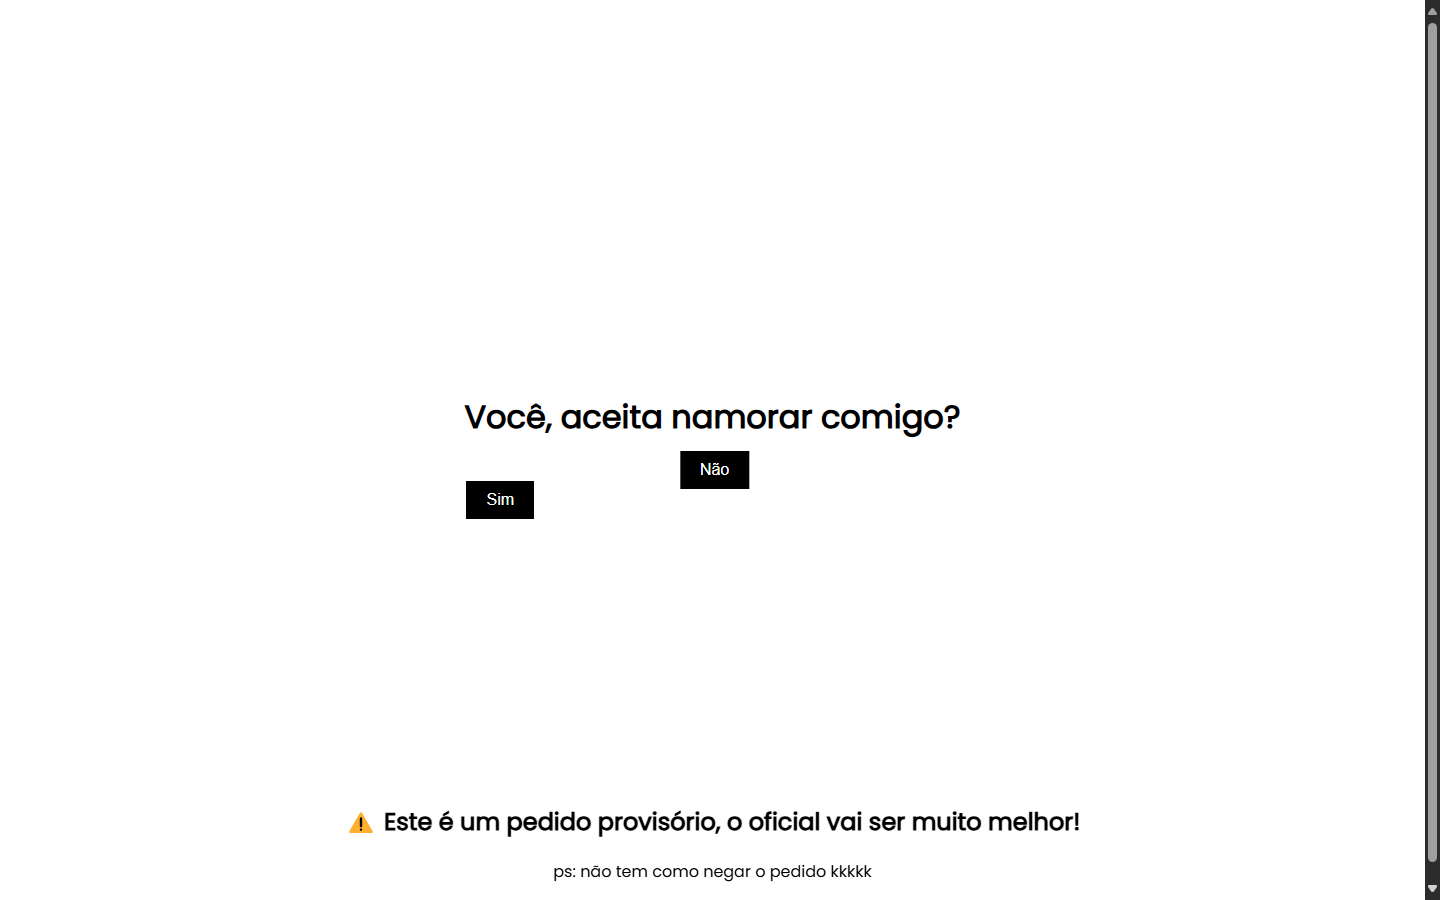 Você, aceita namorar comigo?
Não
Sim
⚠️ Este é um pedido provisório, o oficial vai ser muito melhor!
ps: não tem como negar o pedido kkkkk